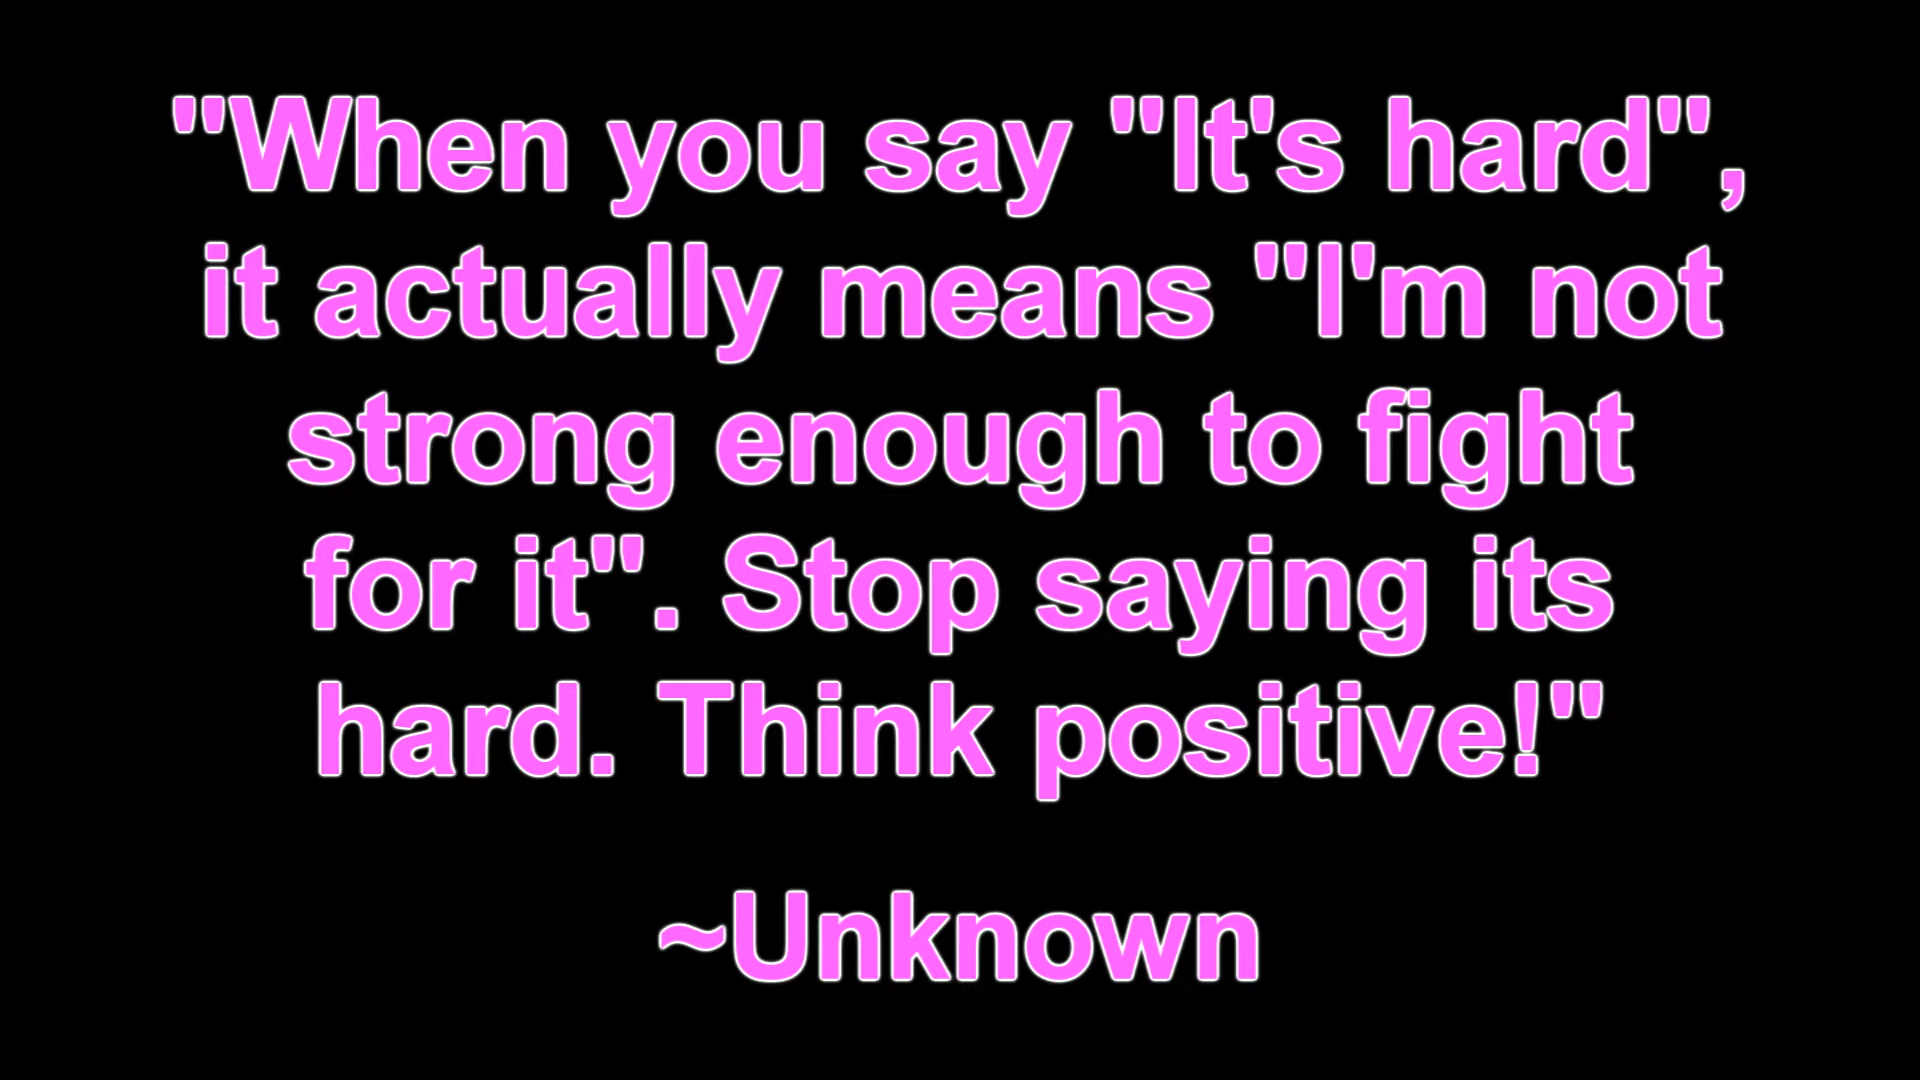 "When you say "It's hard",
it actually means "I'm not
strong enough to fight
for it". Stop saying its
hard. Think positive!"
~Unknown